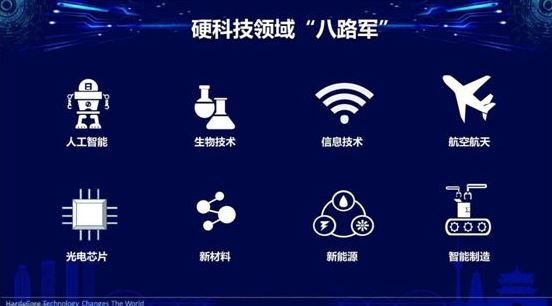 硬科技领域“八路军”
人工智能
生物技术
信息技术
航空航天
光电芯片
新材料
新能源
智能制造
Hardcore Technology Changes The World